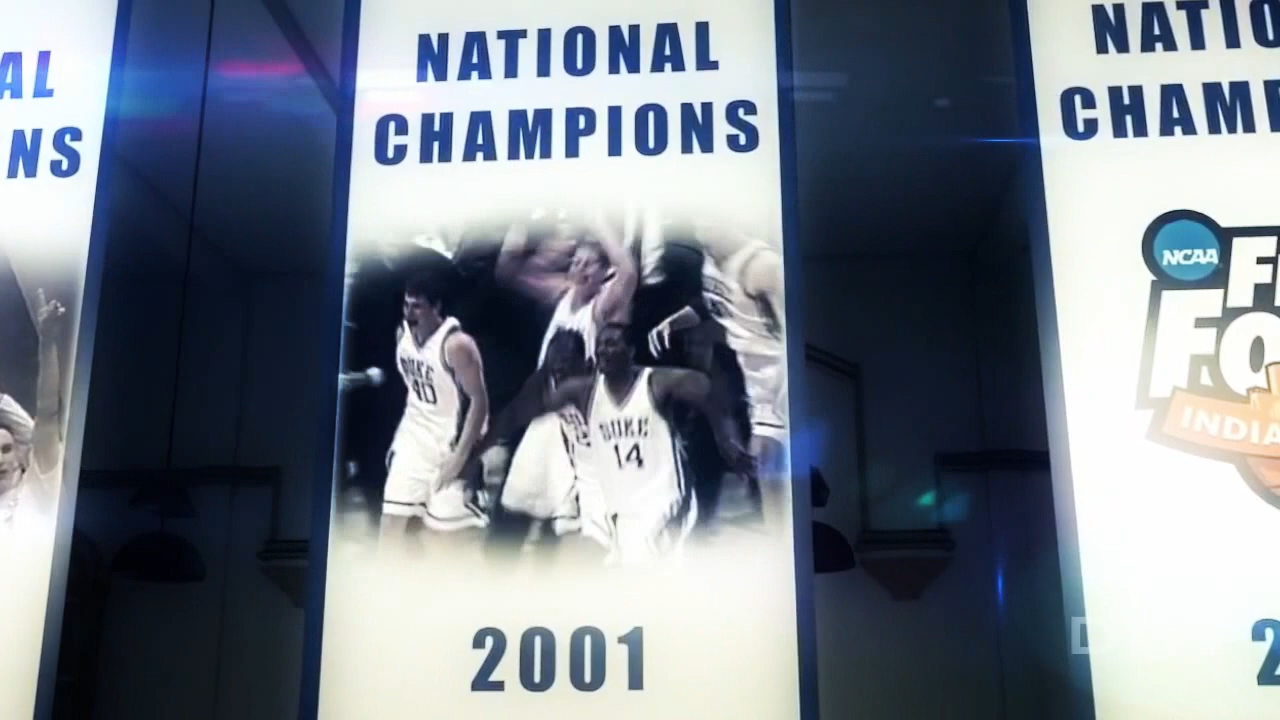 AL
NS
NATIONAL
CHAMPIONS
DUKE
40
DUKE
14
2001
NATIO
CHAMP
NCAA
INDIA
2